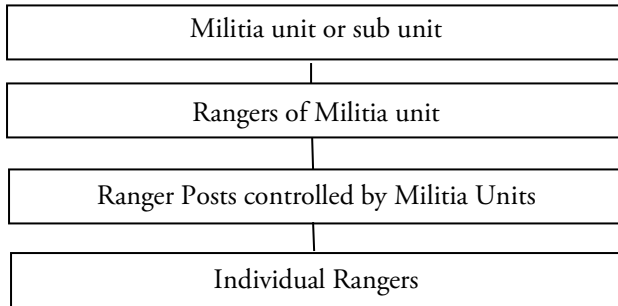 Militia unit or sub unit
Rangers of Militia unit
Ranger Posts controlled by Militia Units
Individual Rangers